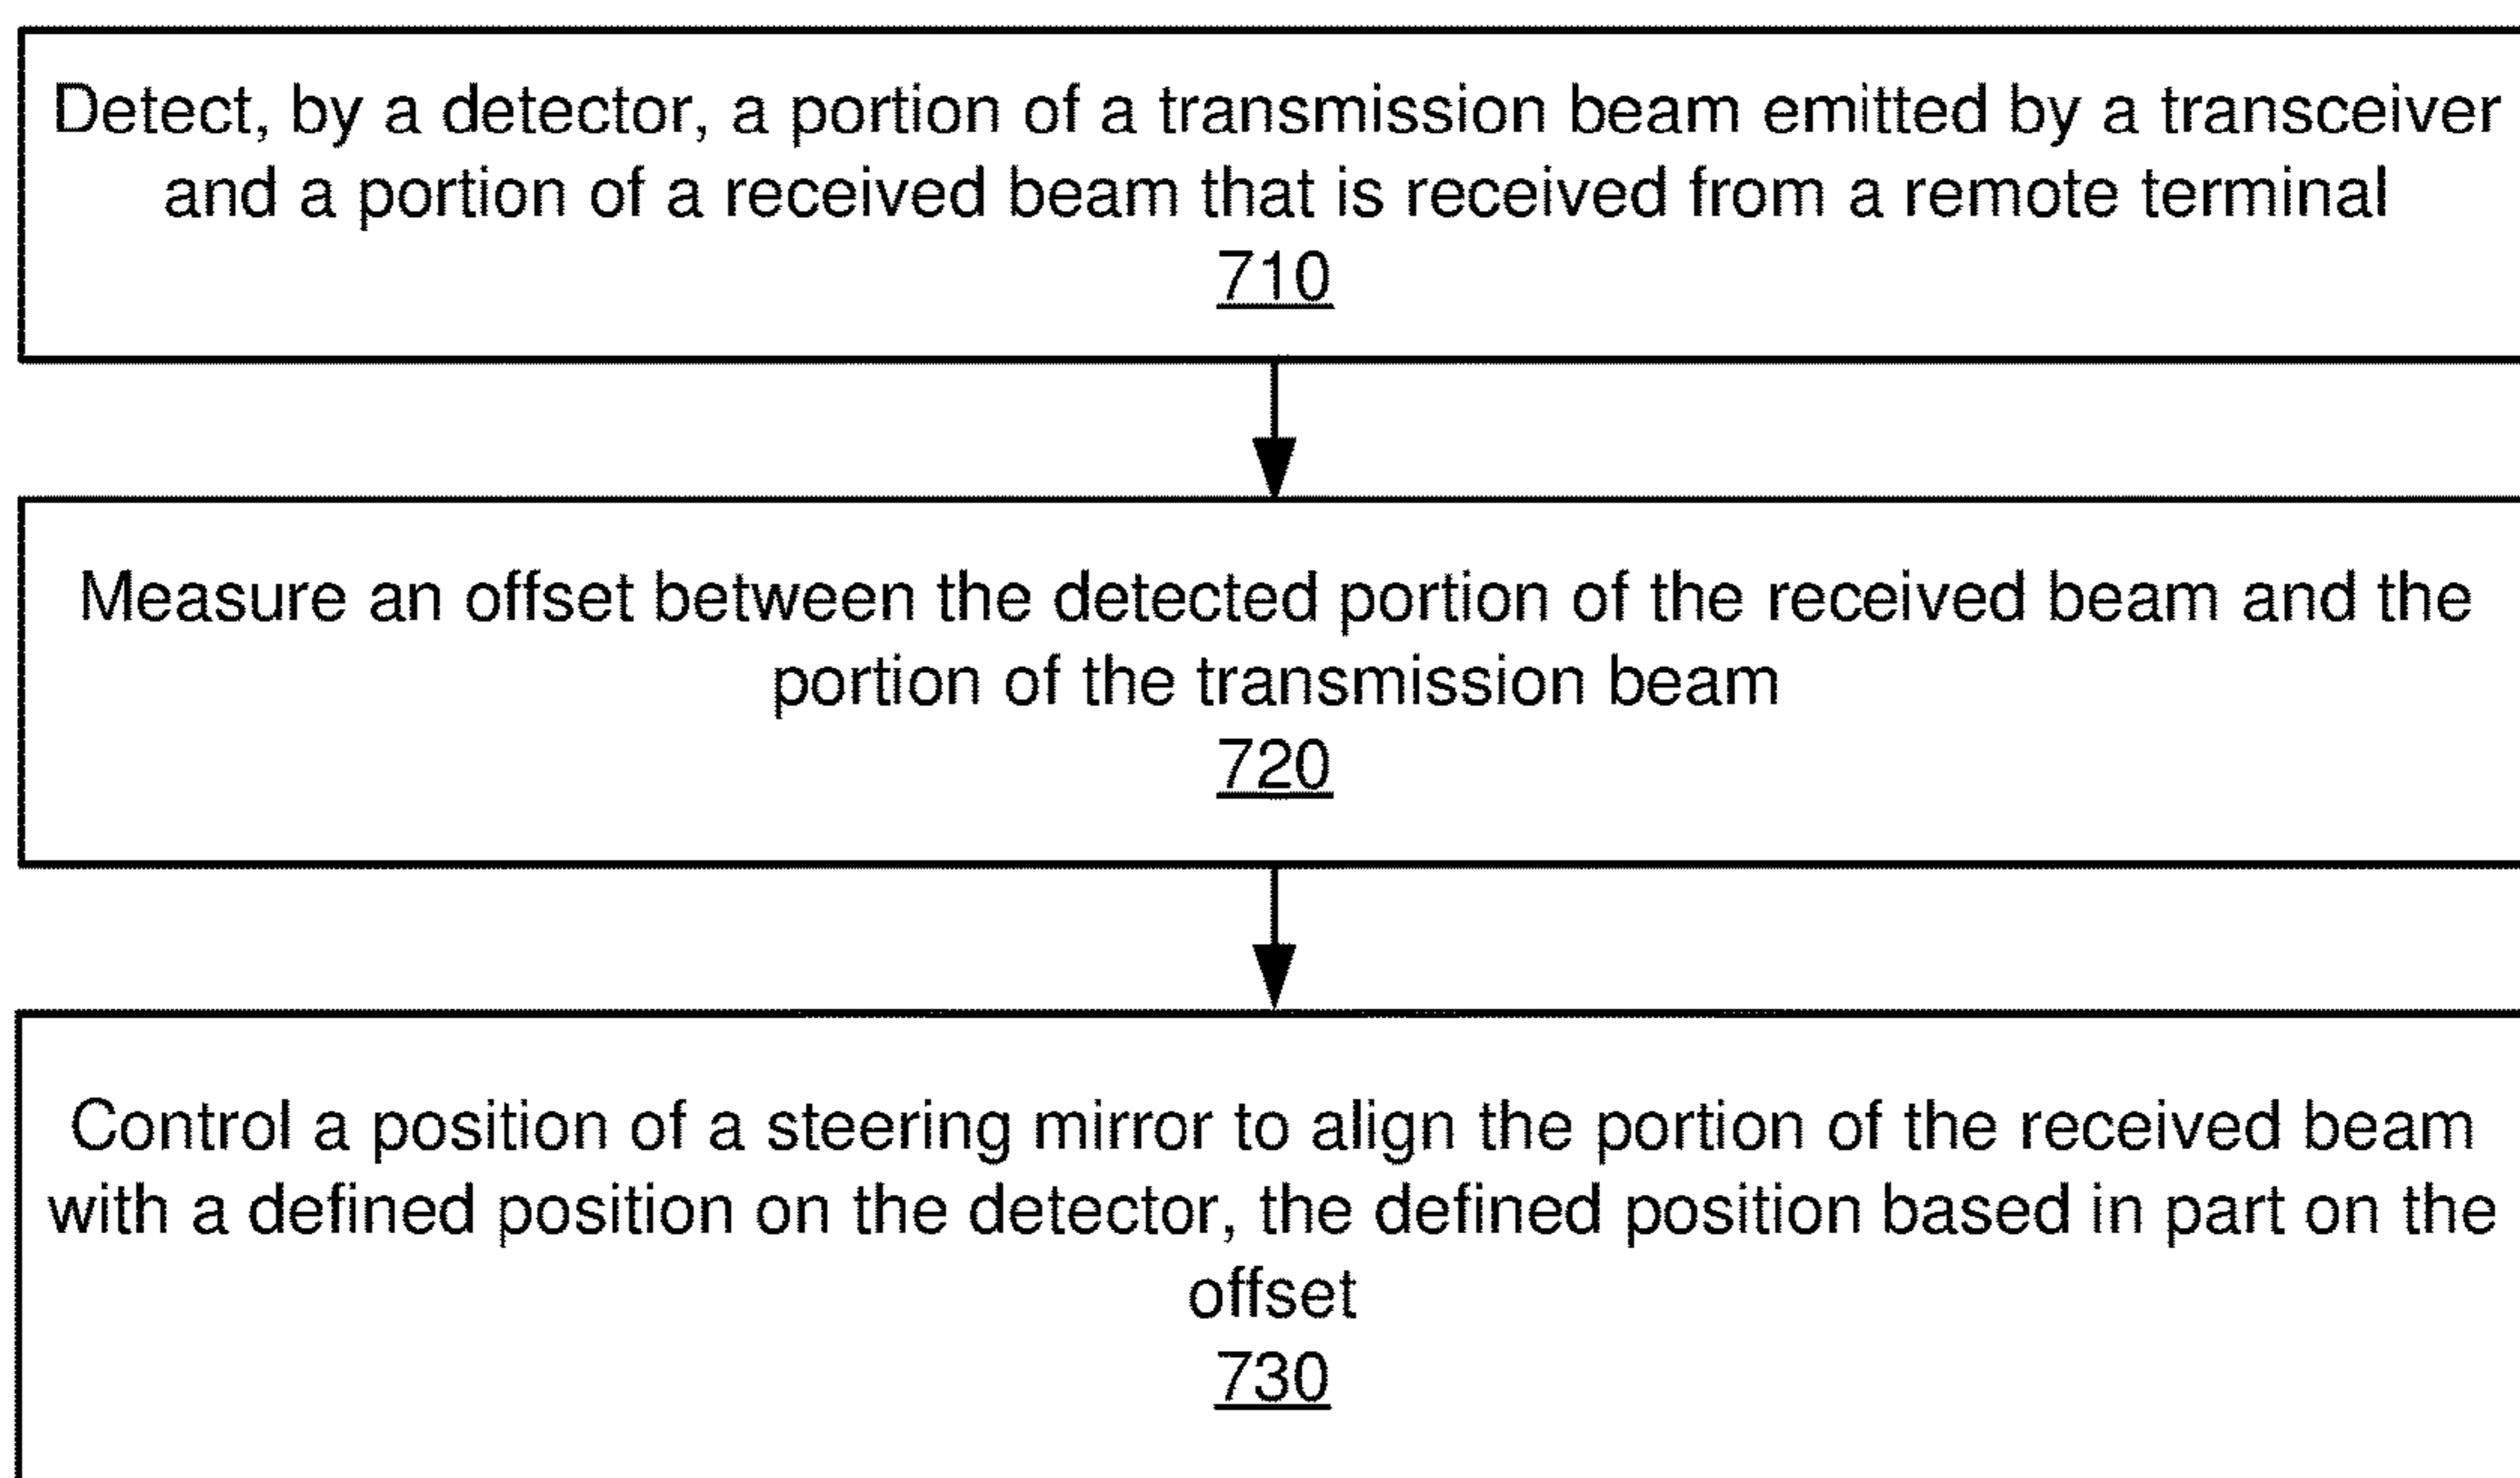 Detect, by a detector, a portion of a transmission beam emitted by a transceiver
and a portion of a received beam that is received from a remote terminal
710
Measure an offset between the detected portion of the received beam and the
portion of the transmission beam
720
Control a position of a steering mirror to align the portion of the received beam
with a defined position on the detector, the defined position based in part on the
offset
730